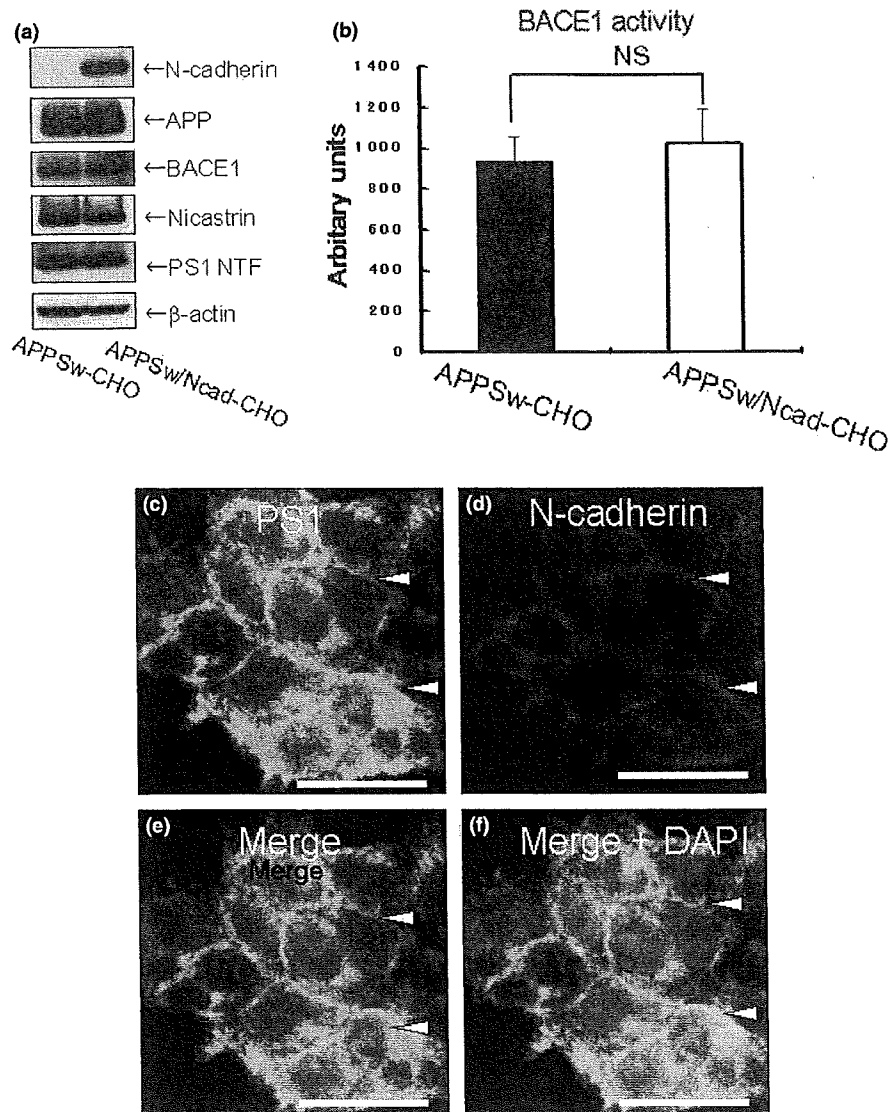 (a)
←N-cadherin
←APP
←BACE1
←Nicastrin
←PS1 NTF
←β-actin
APPSw-CHO
APPSw/Ncad-CHO
(b)
BACE1 activity
NS
Arbitary units
1400
1200
1000
800
600
400
200
0
APPSw-CHO
APPSw/Ncad-CHO
(c)
PS1
(d)
N-cadherin
(e)
Merge
Merge
(f)
Merge + DAPI